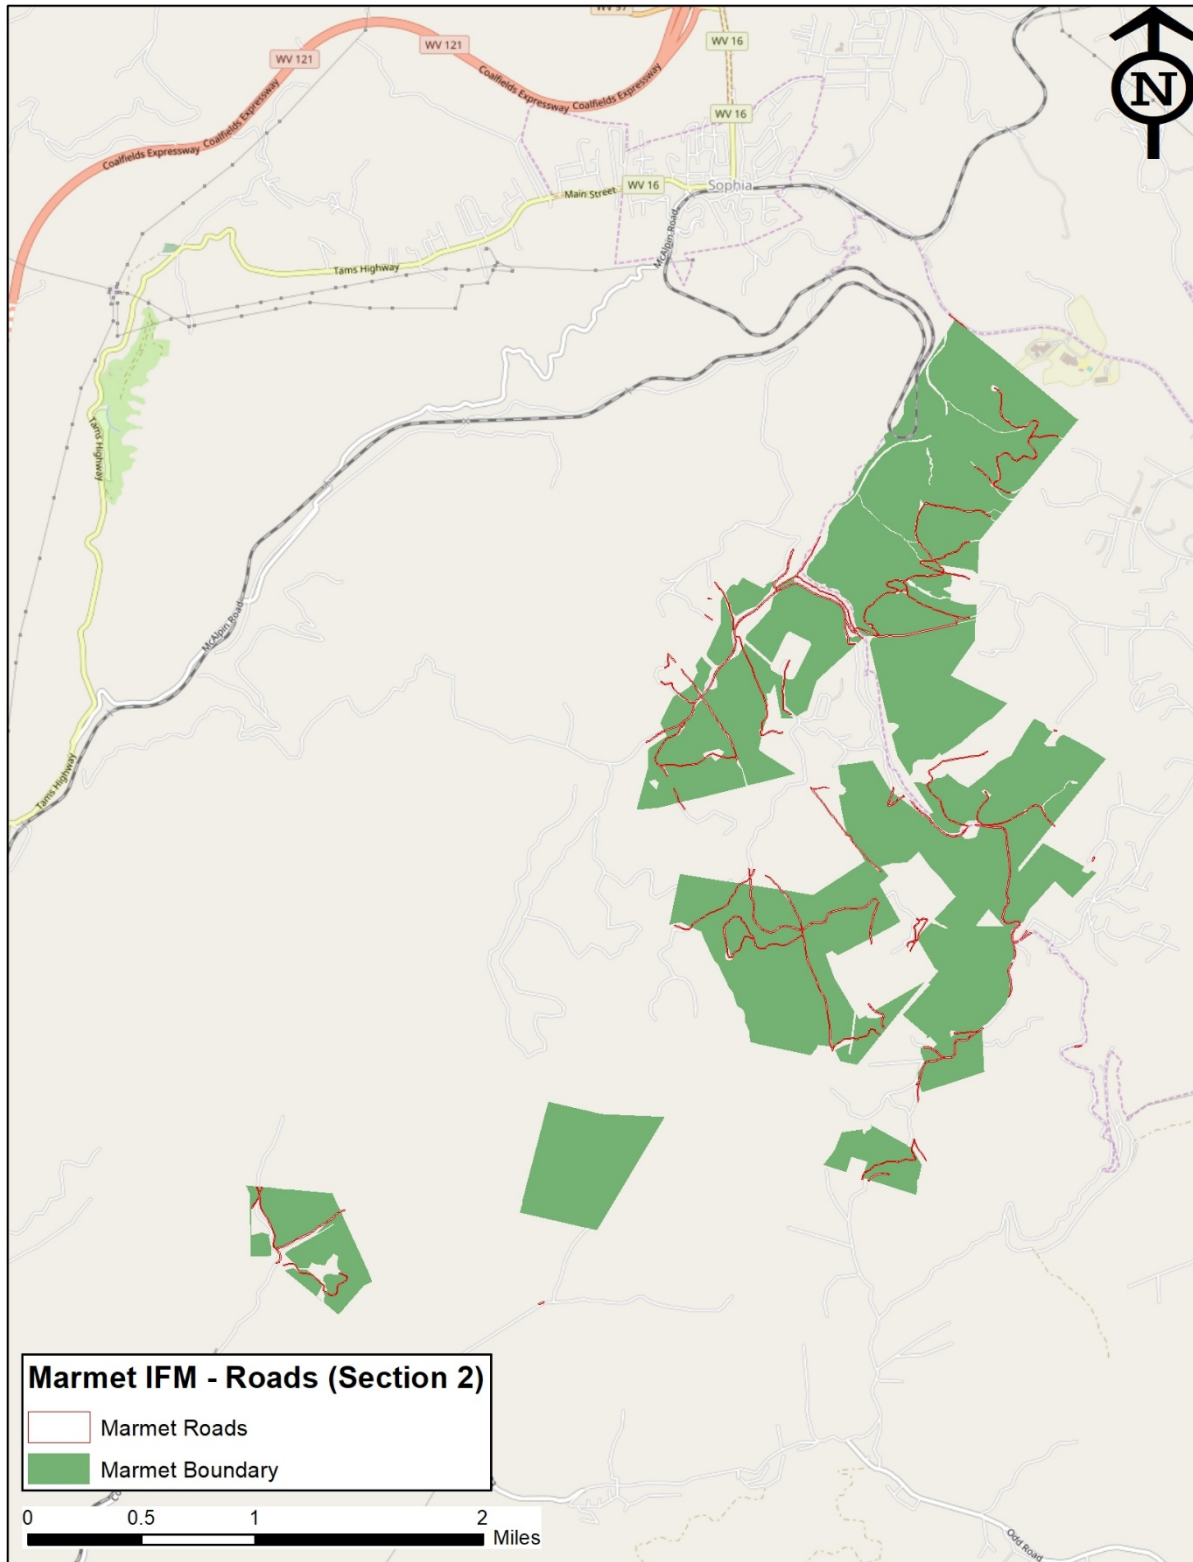 WV 16
WV 121
WV 121
Coalfields Expressway Coalfields Expressway
WV 16
N
Coalfields Expressway Coalfields Expressway
Main Street
WV 16
Sophia
McAlpin Road
Tams Highway
Tams Highway
McAlpin Road
Tams Highway
Marmet IFM - Roads (Section 2)
Marmet Roads
Marmet Boundary
0 0.5 1 2
Miles
Odd Road